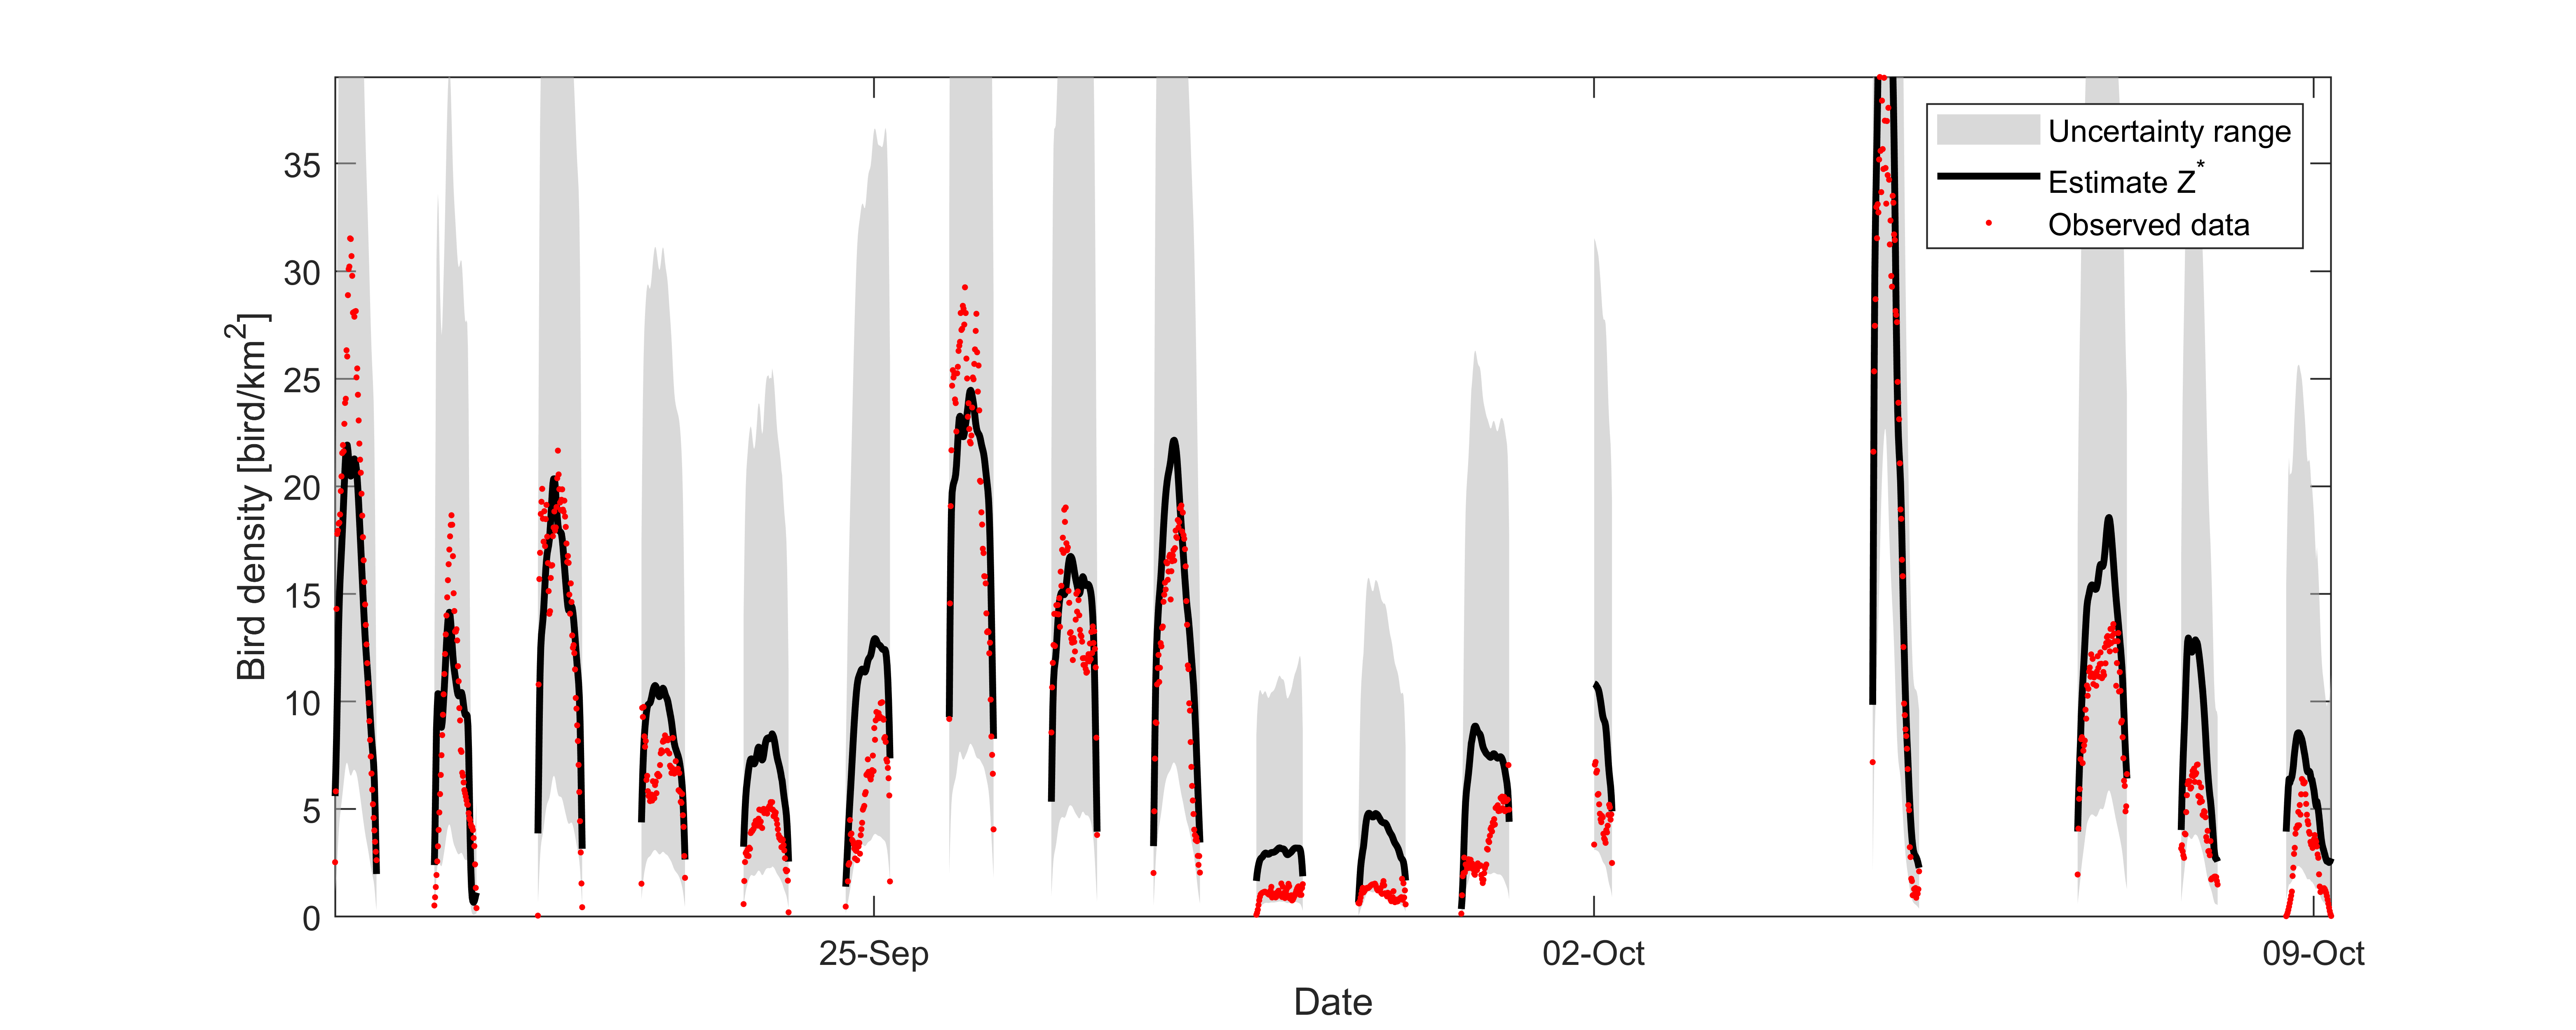 Uncertainty range
Estimate Z*
Observed data
35
30
25
20
15
10
5
0
Bird density [bird/km2]
25-Sep
02-Oct
09-Oct
Date